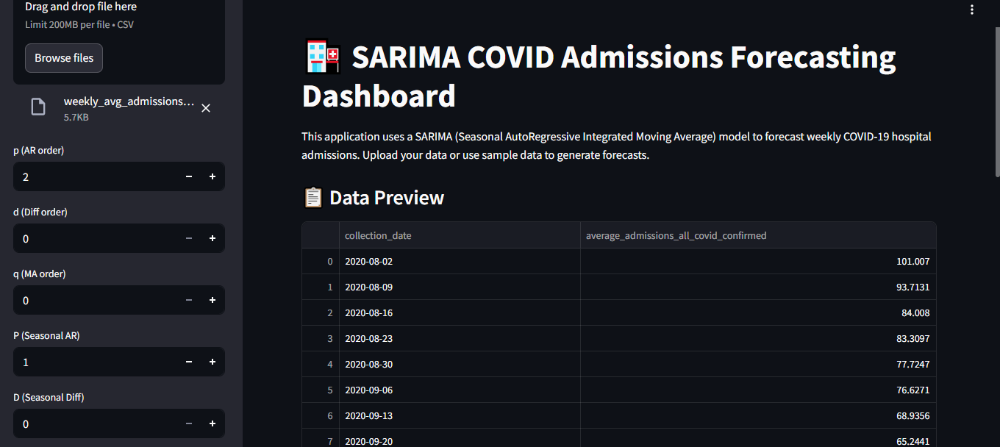 Drag and drop file here
Limit 200MB per file • CSV
Browse files
weekly_avg_admissions...
5.7KB
p (AR order)
2
d (Diff order)
0
q (MA order)
0
P (Seasonal AR)
1
D (Seasonal Diff)
0
SARIMA COVID Admissions Forecasting
Dashboard
This application uses a SARIMA (Seasonal AutoRegressive Integrated Moving Average) model to forecast weekly COVID-19 hospital
admissions. Upload your data or use sample data to generate forecasts.
Data Preview
collection_date average_admissions_all_covid_confirmed
0 2020-08-02 101.007
1 2020-08-09 93.7131
2 2020-08-16 84.008
3 2020-08-23 83.3097
4 2020-08-30 77.7247
5 2020-09-06 76.6271
6 2020-09-13 68.9356
7 2020-09-20 65.2441